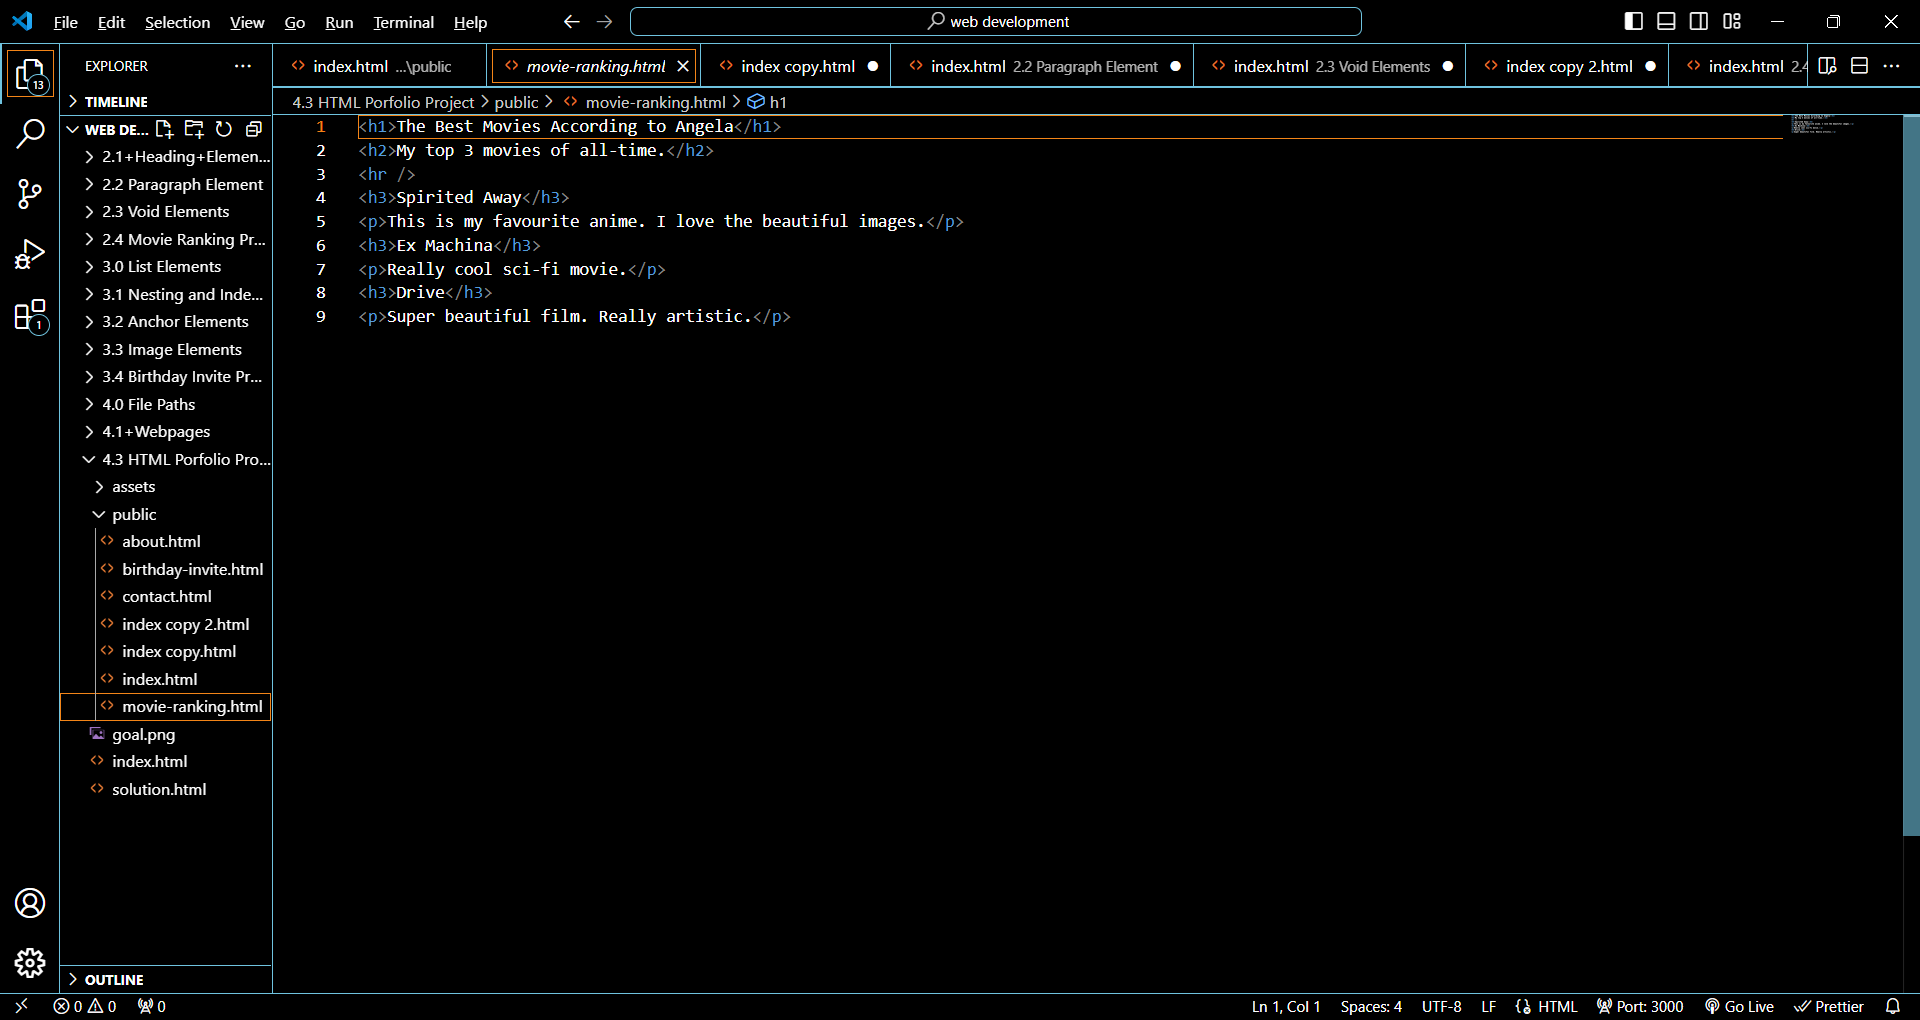 File Edit Selection View Go Run Terminal Help
web development
EXPLORER
index.html ...\public
movie-ranking.html
index copy.html
index.html 2.2 Paragraph Element
index.html 2.3 Void Elements
index copy 2.html
index.html 2.4
4.3 HTML Porfolio Project > public > movie-ranking.html > h1
13
TIMELINE
WEB DE...
2.1+Heading+Elemen...
2.2 Paragraph Element
2.3 Void Elements
2.4 Movie Ranking Pr...
3.0 List Elements
3.1 Nesting and Inde...
3.2 Anchor Elements
3.3 Image Elements
3.4 Birthday Invite Pr...
4.0 File Paths
4.1+Webpages
4.3 HTML Porfolio Pro...
assets
public
about.html
birthday-invite.html
contact.html
index copy 2.html
index copy.html
index.html
movie-ranking.html
goal.png
index.html
solution.html
OUTLINE
1
1 <h1>The Best Movies According to Angela</h1>
2 <h2>My top 3 movies of all-time.</h2>
3 <hr />
4 <h3>Spirited Away</h3>
5 <p>This is my favourite anime. I love the beautiful images.</p>
6 <h3>Ex Machina</h3>
7 <p>Really cool sci-fi movie.</p>
8 <h3>Drive</h3>
9 <p>Super beautiful film. Really artistic.</p>
0 0 0 Ln 1, Col 1 Spaces: 4 UTF-8 LF HTML Port: 3000 Go Live Prettier